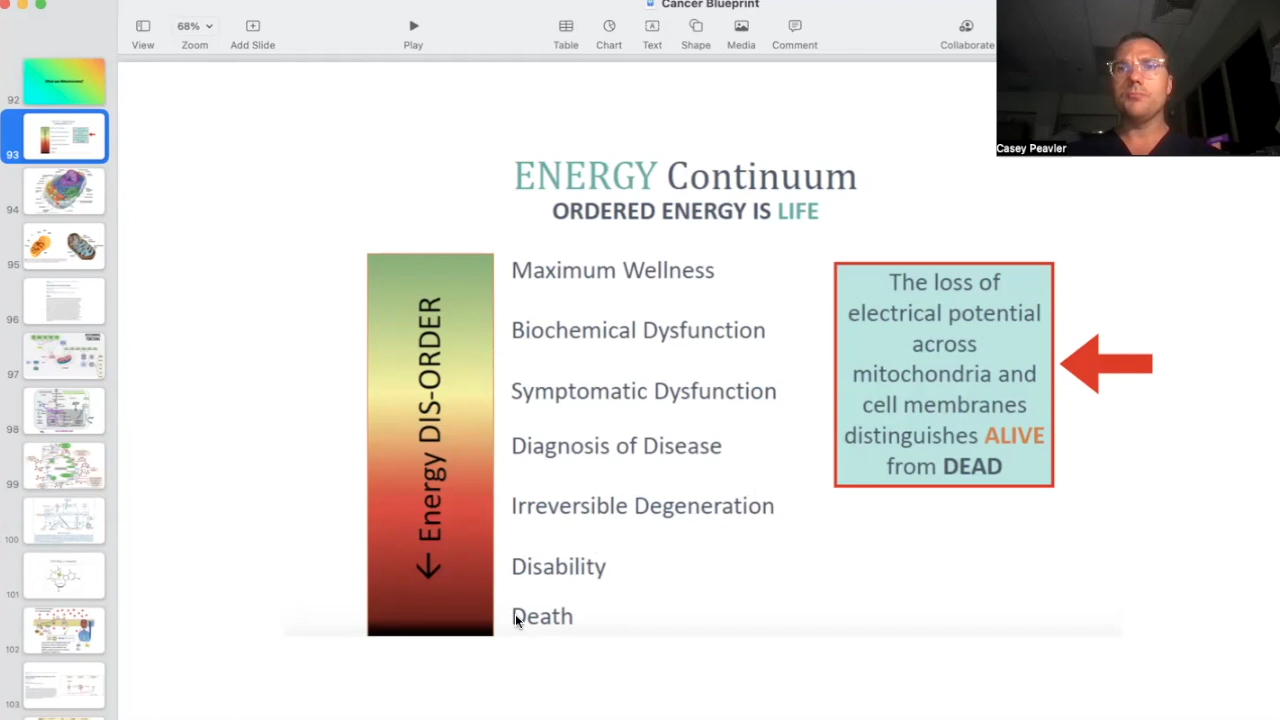 Cancer Blueprint
68%
View
Zoom
Add Slide
Play
Table
Chart
Text
Shape
Media
Comment
Collaborate
Casey Peavler
92
93
94
95
96
97
98
99
100
101
102
103
ENERGY Continuum
ORDERED ENERGY IS LIFE
← Energy DIS-ORDER
Maximum Wellness
Biochemical Dysfunction
Symptomatic Dysfunction
Diagnosis of Disease
Irreversible Degeneration
Disability
Death
The loss of
electrical potential
across
mitochondria and
cell membranes
distinguishes ALIVE
from DEAD